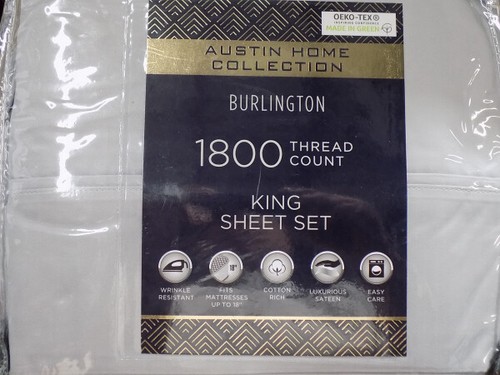 OEKO-TEX®
INSPIRING CONFIDENCE
MADE IN GREEN
AUSTIN HOME
COLLECTION
BURLINGTON
1800 THREAD
COUNT
KING
SHEET SET
18"
WRINKLE
RESISTANT
FITS
MATTRESSES
UP TO 18"
COTTON
RICH
LUXURIOUS
SATEEN
EASY
CARE